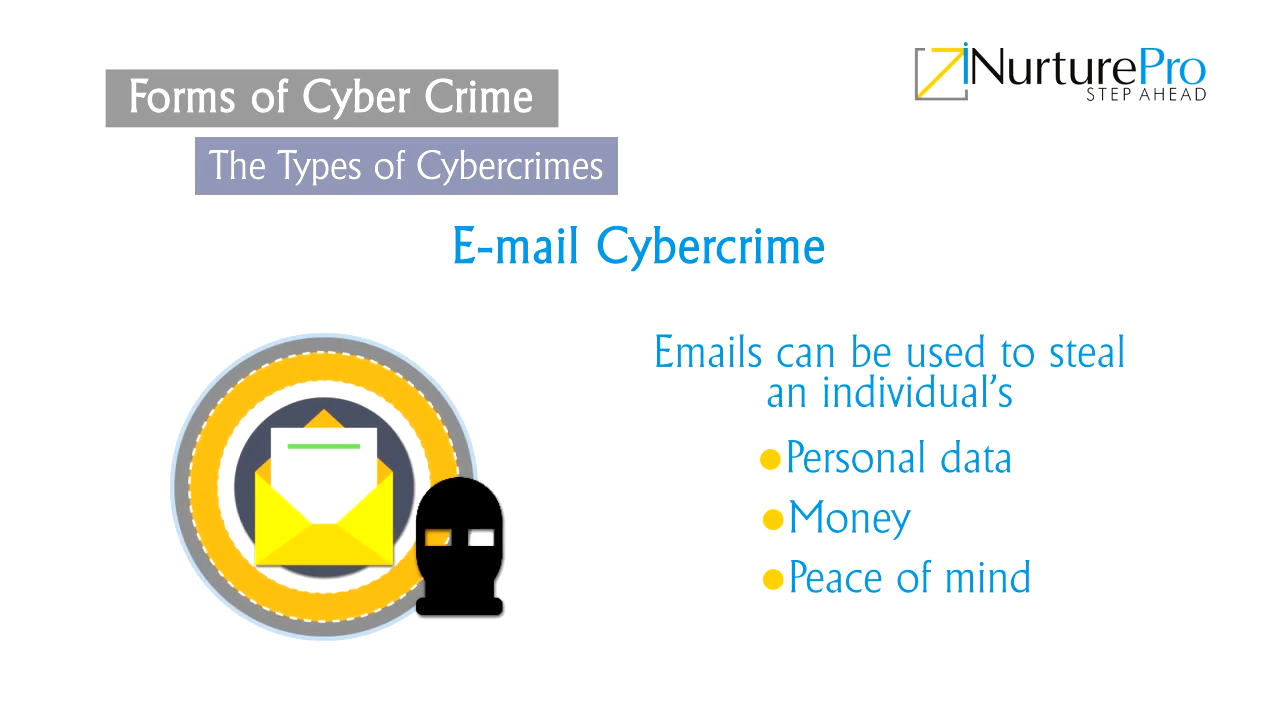 iNurturePro
STEP AHEAD
Forms of Cyber Crime
The Types of Cybercrimes
E-mail Cybercrime
Emails can be used to steal
an individual's
Personal data
Money
Peace of mind